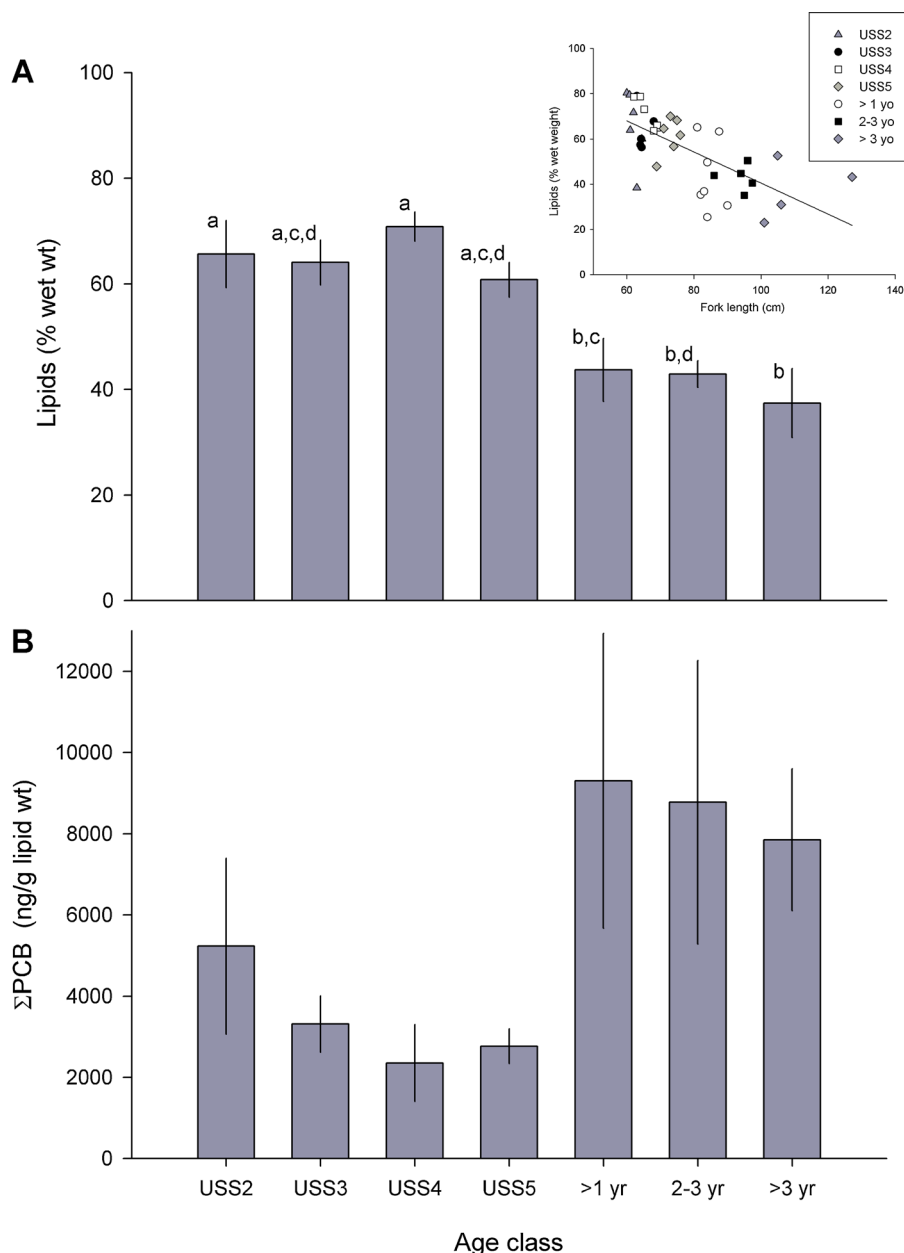 A
Lipids (% wet wt)
100
80
60
40
20
0
a
a,c,d
a
a,c,d
b,c
b,d
b
Lipids (% wet weight)
100
80
60
40
20
0
60
80
100
120
140
Fork length (cm)
USS2
USS3
USS4
USS5
> 1 yo
2-3 yo
> 3 yo
B
ΣPCB (ng/g lipid wt)
12000
10000
8000
6000
4000
2000
0
USS2 USS3 USS4 USS5 >1 yr 2-3 yr >3 yr
Age class